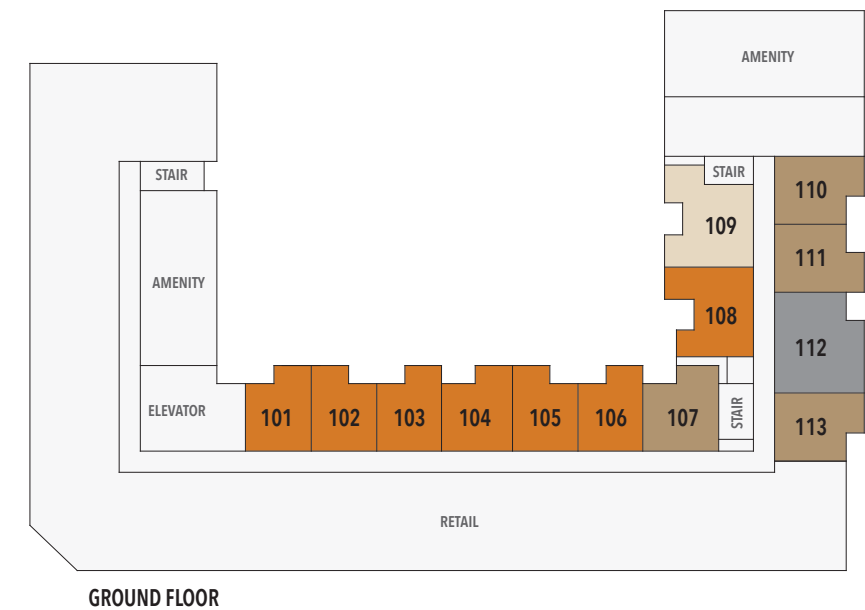 AMENITY
STAIR
STAIR
110
109
111
AMENITY
108
112
ELEVATOR
101
102
103
104
105
106
107
STAIR
113
RETAIL
GROUND FLOOR